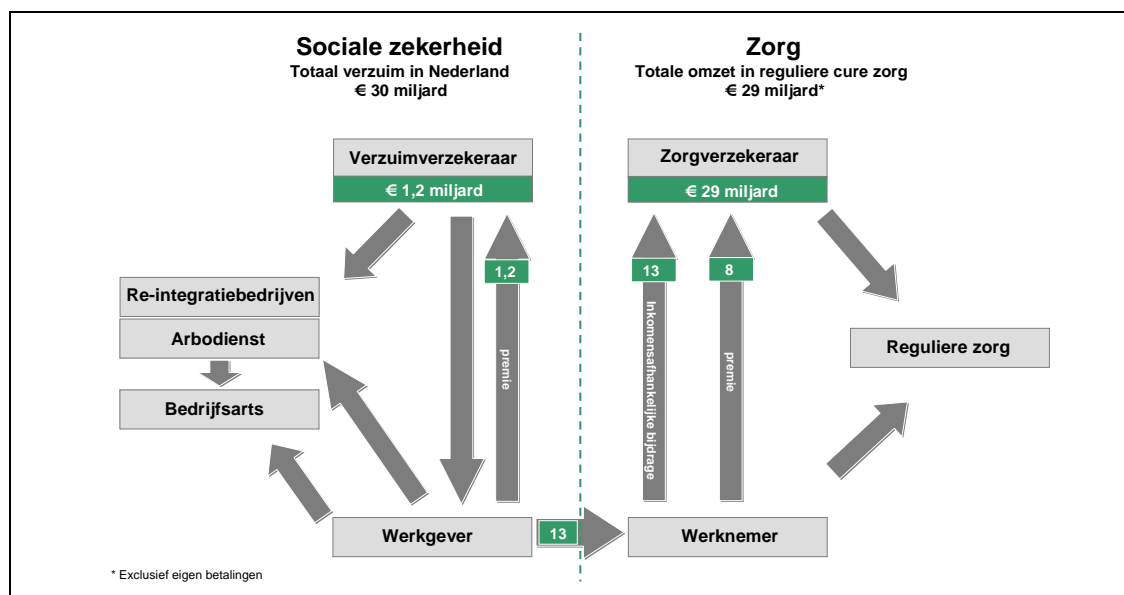 Sociale zekerheid
Totaal verzuim in Nederland
€ 30 miljard
Zorg
Totale omzet in reguliere cure zorg
€ 29 miljard*
Verzuimverzekeraar
€ 1,2 miljard
Zorgverzekeraar
€ 29 miljard
1,2
premie
13
Inkomensafhankelijke bijdrage
8
premie
Re-integratiebedrijven
Arbodienst
Bedrijfsarts
Reguliere zorg
Werkgever
13
Werknemer
* Exclusief eigen betalingen